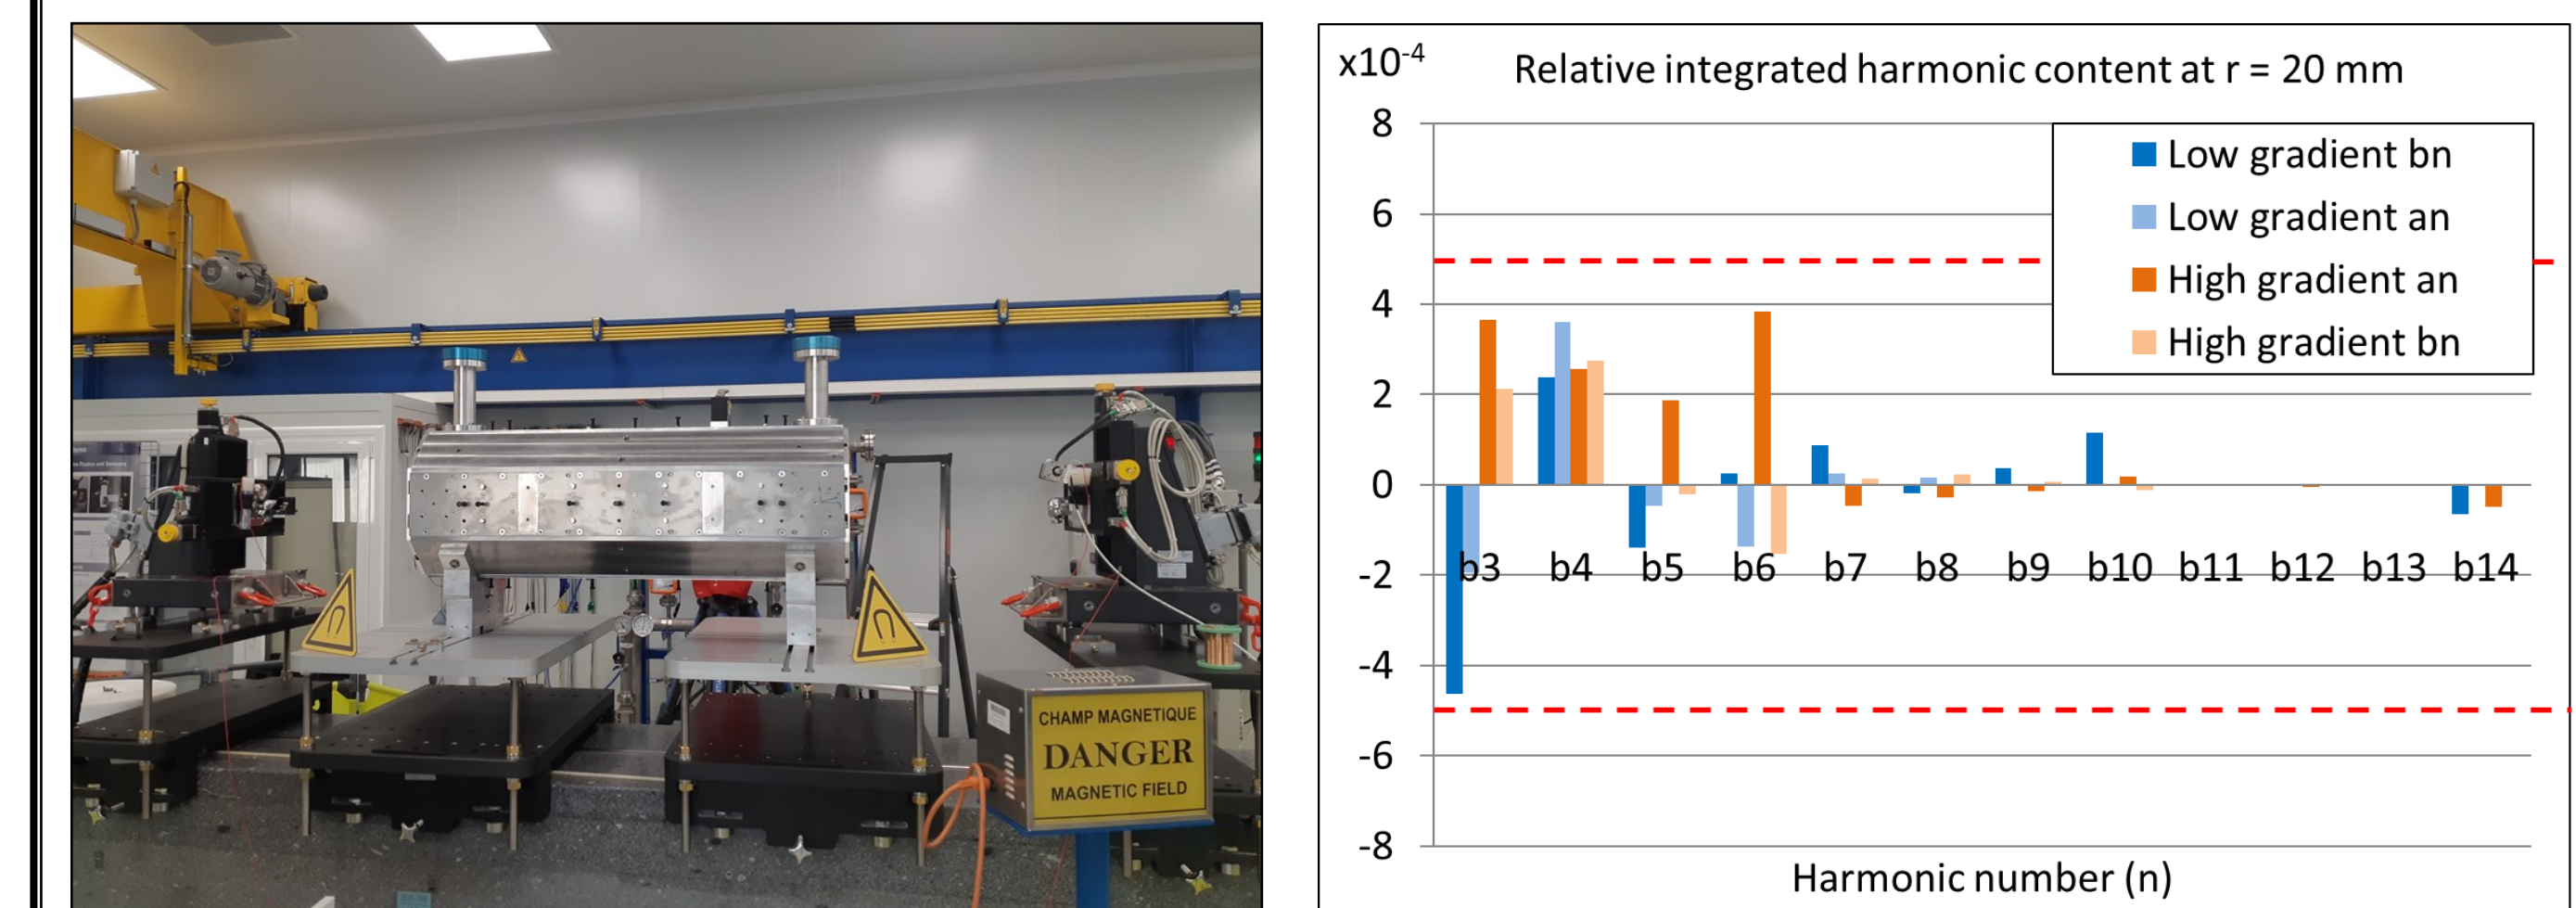 CHAMP MAGNETIQUE
DANGER
MAGNETIC FIELD
x10-4
Relative integrated harmonic content at r = 20 mm
8
6
4
2
0
-2
-4
-6
-8
Low gradient bn
Low gradient an
High gradient an
High gradient bn
b3 b4 b5 b6 b7 b8 b9 b10 b11 b12 b13 b14
Harmonic number (n)